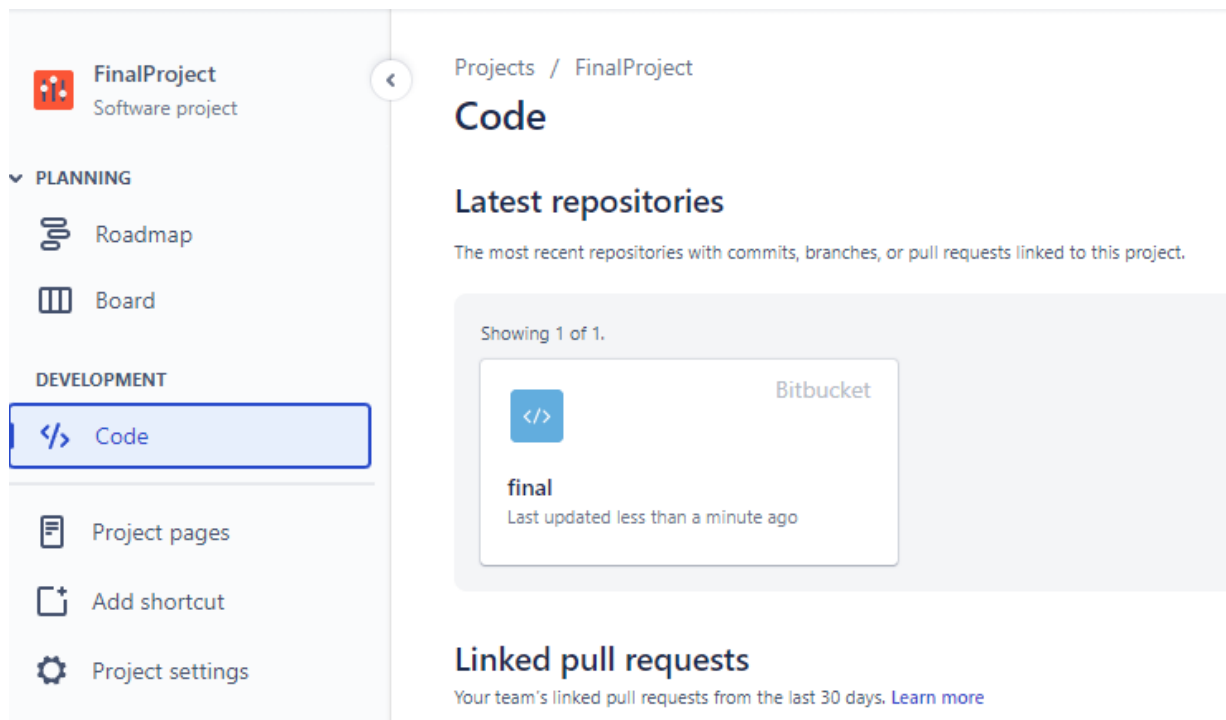 FinalProject
Software project
PLANNING
Roadmap
Board
DEVELOPMENT
Code
Project pages
Add shortcut
Project settings
Projects / FinalProject
Code
Latest repositories
The most recent repositories with commits, branches, or pull requests linked to this project.
Showing 1 of 1.
Bitbucket
final
Last updated less than a minute ago
Linked pull requests
Your team's linked pull requests from the last 30 days. Learn more